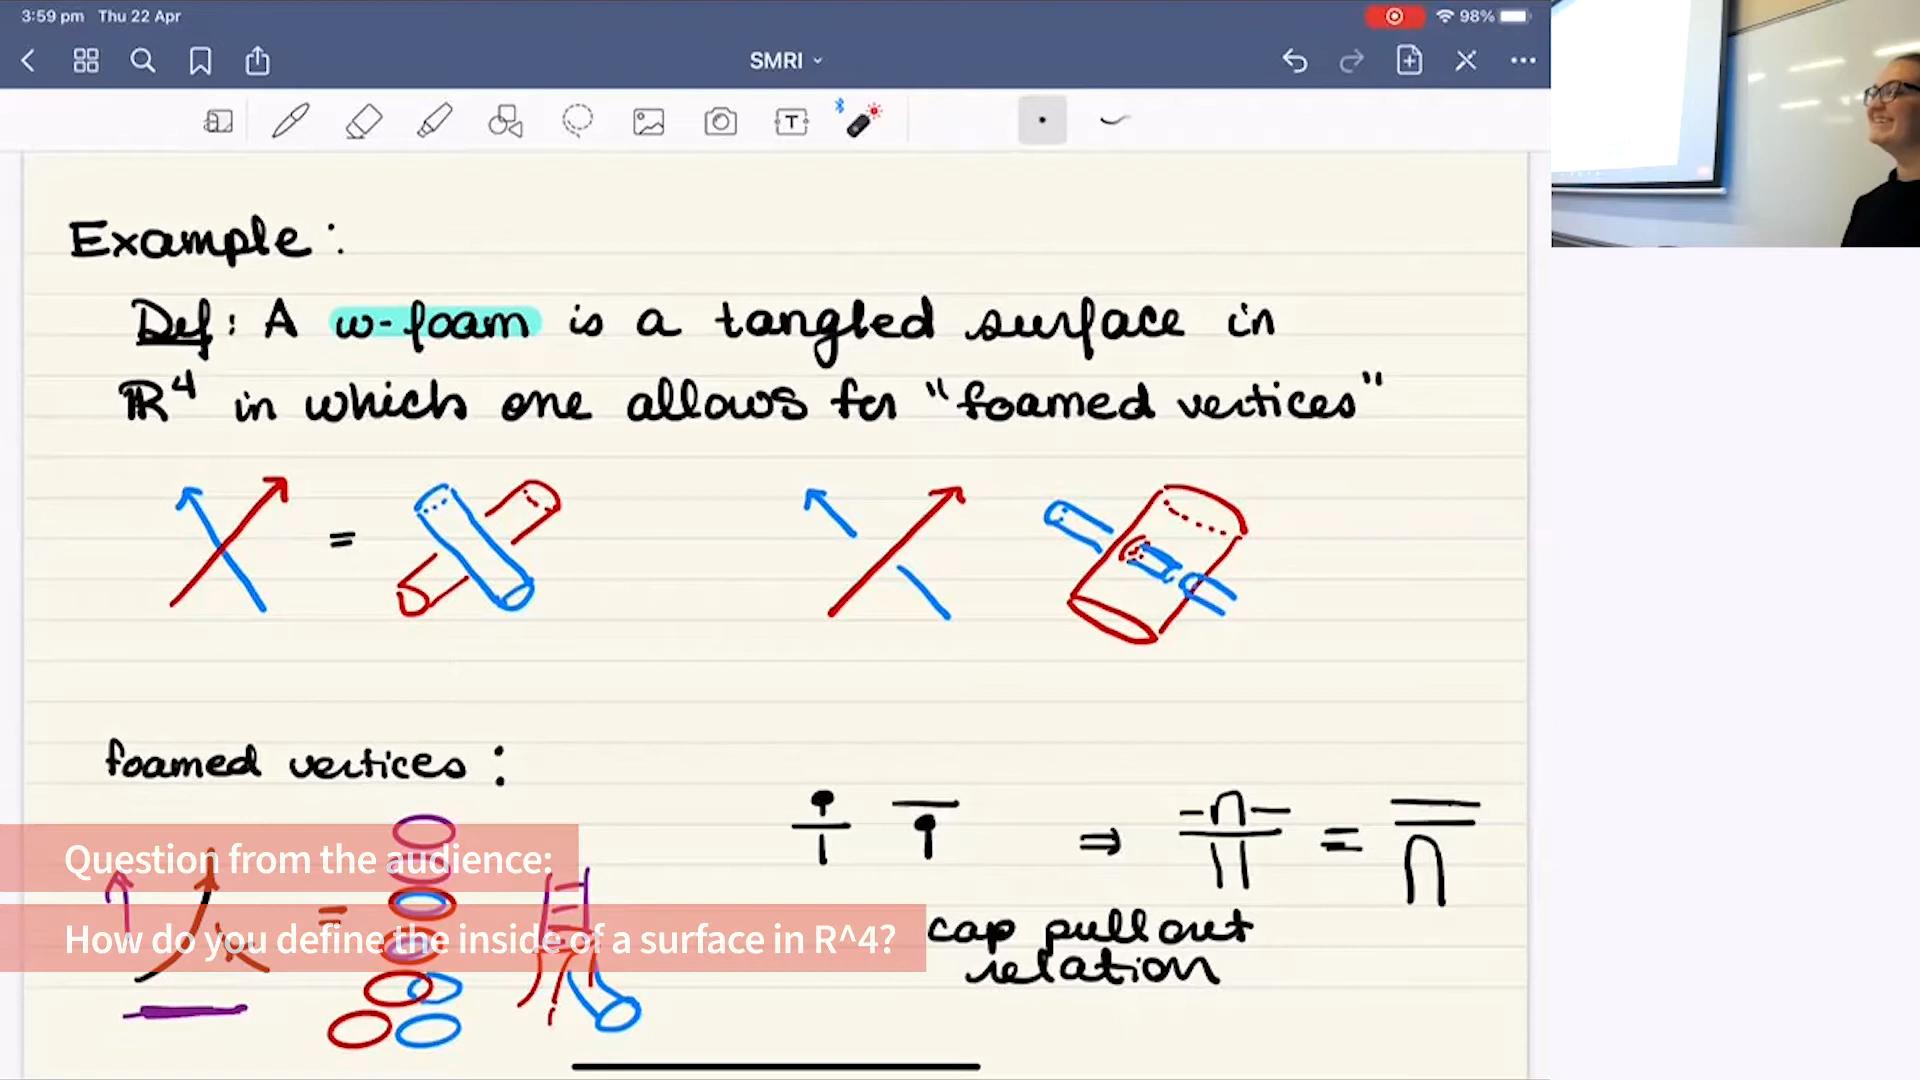 3:59 pm Thu 22 Apr
98%
SMRI
T
Example:
Def: A w-foam is a tangled surface in
R⁴ in which one allows for "foamed vertices"
=
foamed vertices:
⇒ =
=
Question from the audience:
How do you define the inside of a surface in R^4?
cap pullout
relation